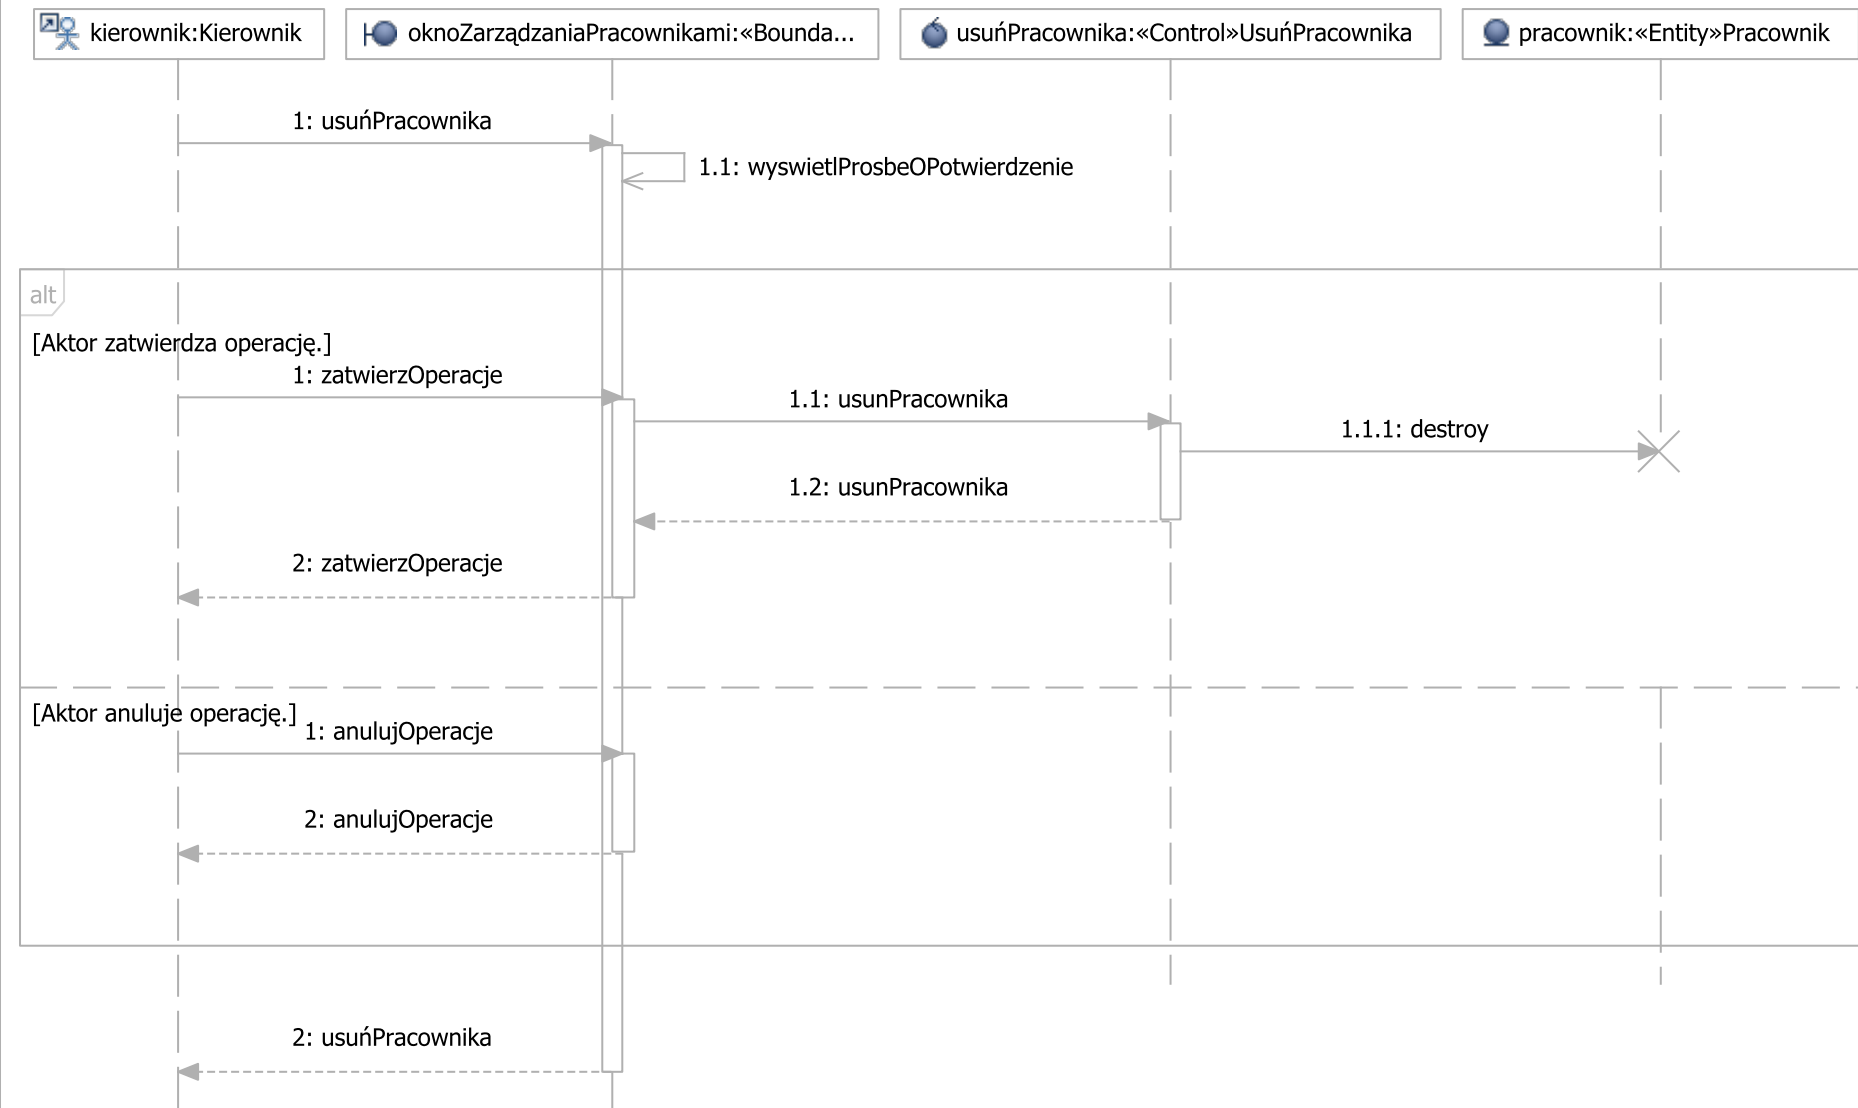 kierownik:Kierownik
oknoZarządzaniaPracownikami:«Bounda...
usuńPracownika:«Control»UsuńPracownika
pracownik:«Entity»Pracownik
1: usuńPracownika
1.1: wyswietlProsbeOPotwierdzenie
alt
[Aktor zatwierdza operację.]
1: zatwierzOperacje
1.1: usunPracownika
1.1.1: destroy
1.2: usunPracownika
2: zatwierzOperacje
[Aktor anuluje operację.]
1: anulujOperacje
2: anulujOperacje
2: usuńPracownika